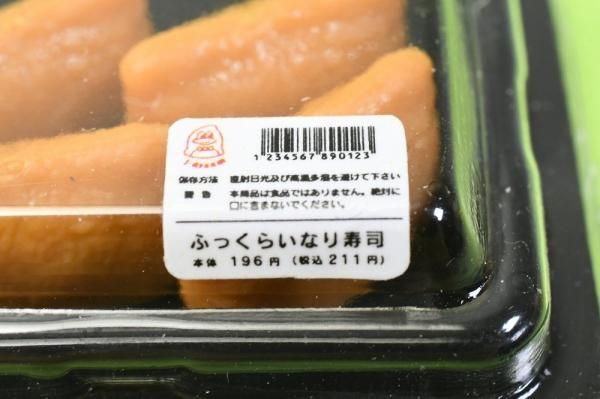 1 234567 890123
保存方法 直射日光及び高温多湿を避けて下さい
警告 本商品は食品ではありません。絶対に
口に含まないでください。
ふっくらいなり寿司
本体 196円 (税込211円)